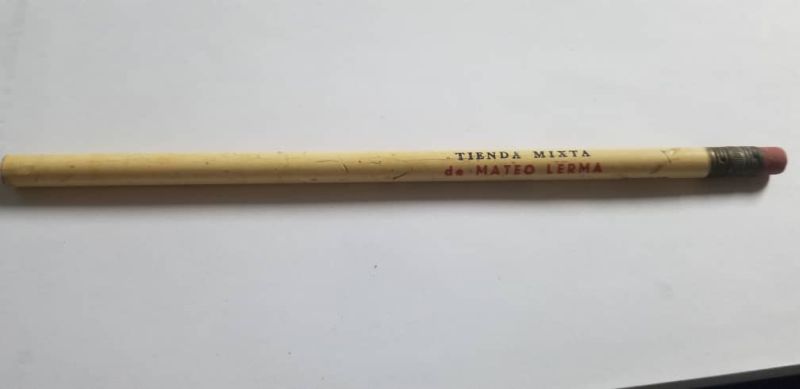 TIENDA MIXTA
de MATEO LERMA